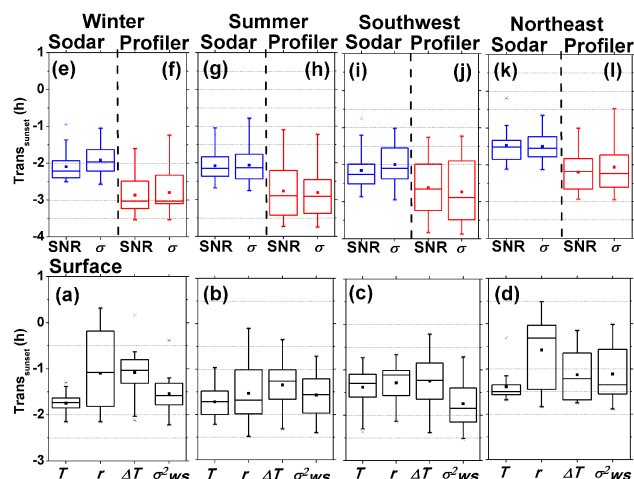 Winter Summer Southwest Northeast
Sodar Profiler Sodar Profiler Sodar Profiler Sodar Profiler
1
(e) (f) (g) (h) (i) (j) (k) (l)
0
-1
-2
-3
-4
Trans_sunset (h)
SNR σ SNR σ SNR σ SNR σ SNR σ SNR σ SNR σ SNR σ
Surface
1
(a) (b) (c) (d)
0
-1
-2
-3
Trans_sunset (h)
T r ΔT σ²ws T r ΔT σ²ws T r ΔT σ²ws T r ΔT σ²ws